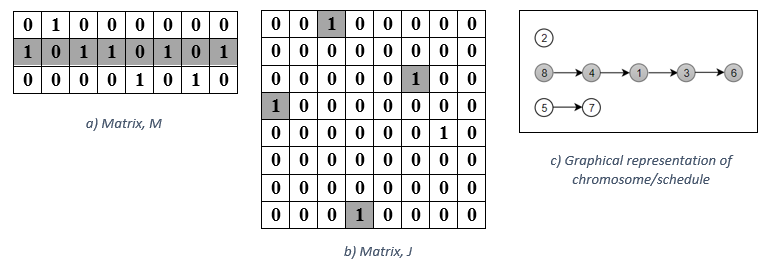 0 1 0 0 0 0 0 0
1 0 1 1 0 1 0 1
0 0 0 0 1 0 1 0
a) Matrix, M
0 0 1 0 0 0 0 0
0 0 0 0 0 0 0 0
0 0 0 0 0 1 0 0
1 0 0 0 0 0 0 0
0 0 0 0 0 0 1 0
0 0 0 0 0 0 0 0
0 0 0 0 0 0 0 0
0 0 0 1 0 0 0 0
b) Matrix, J
2
8 4 1 3 6
5 7
c) Graphical representation of
chromosome/schedule